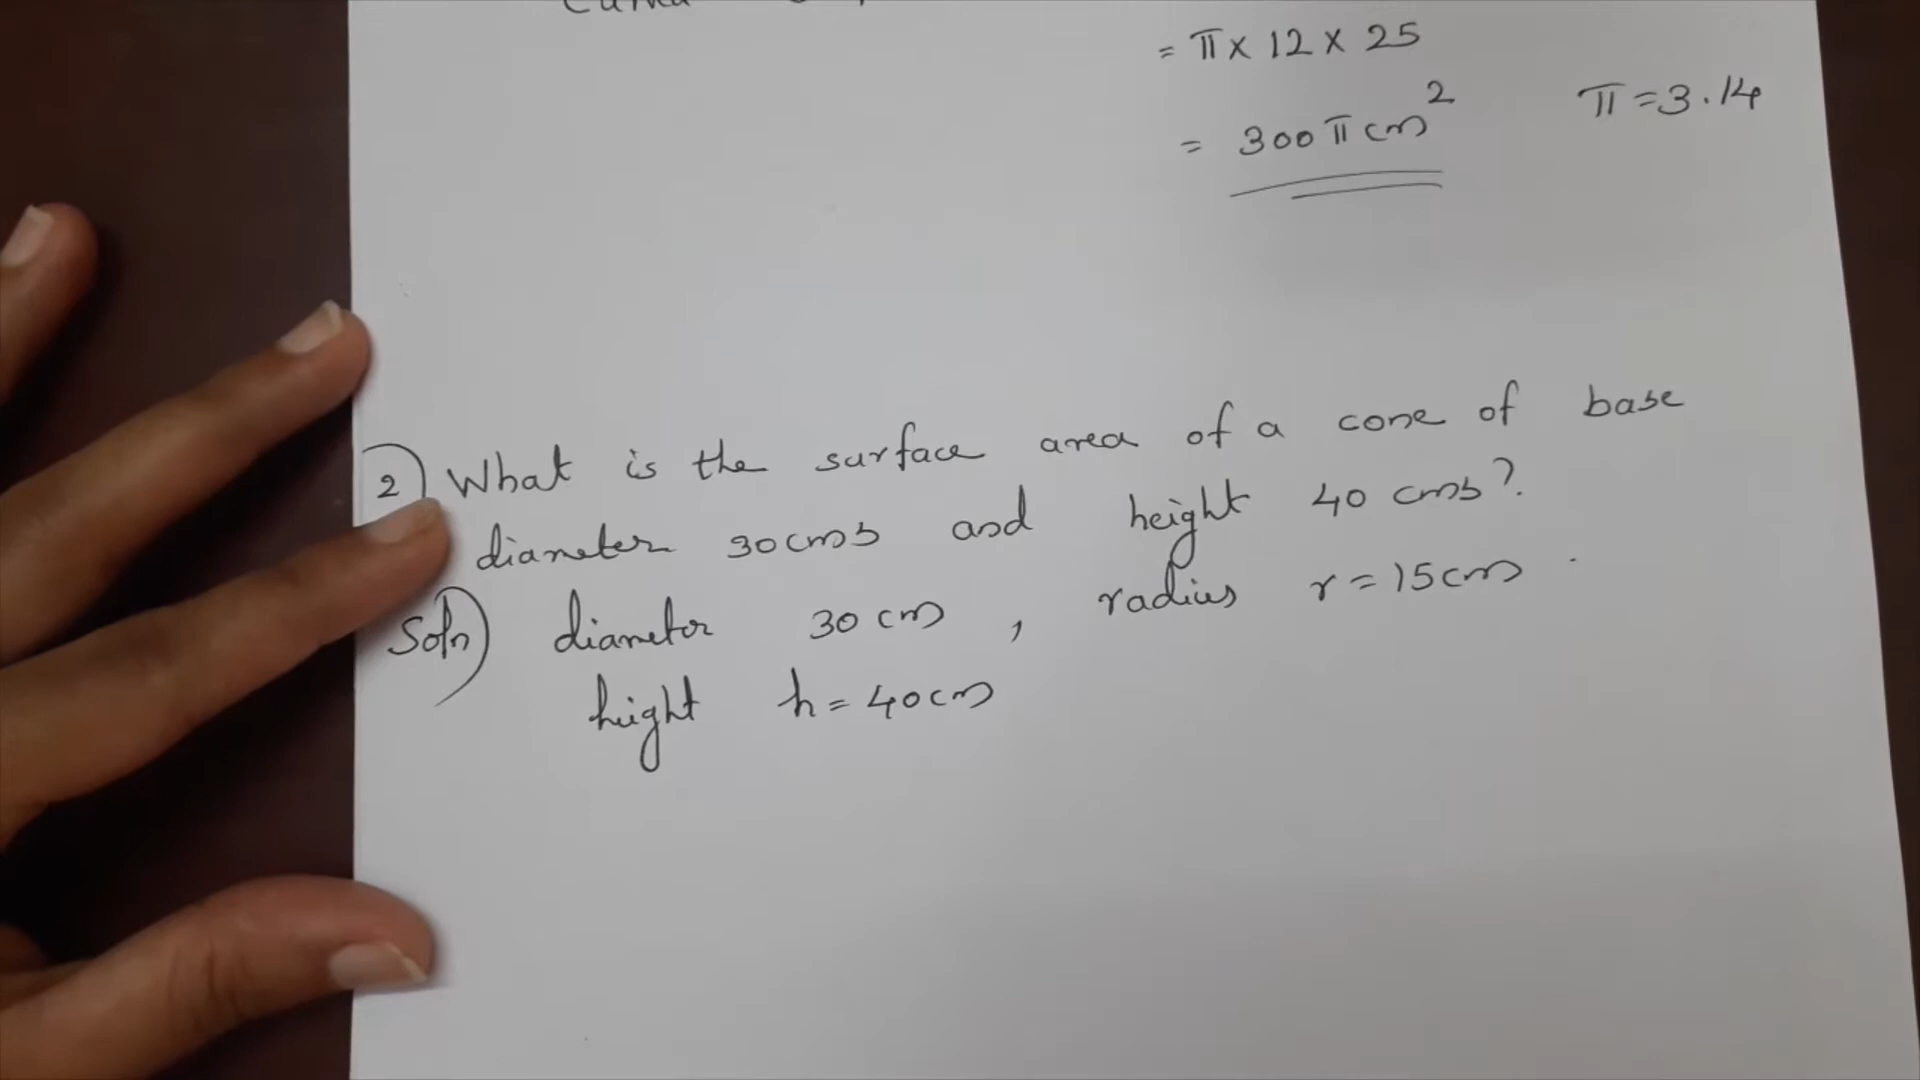 = π x 12 x 25
= 300 π cm²
π = 3.14
2) What is the surface area of a cone of base
diameter 30cms and height 40 cms?
Soln) diameter 30 cm , radius r = 15cm
height h = 40cm